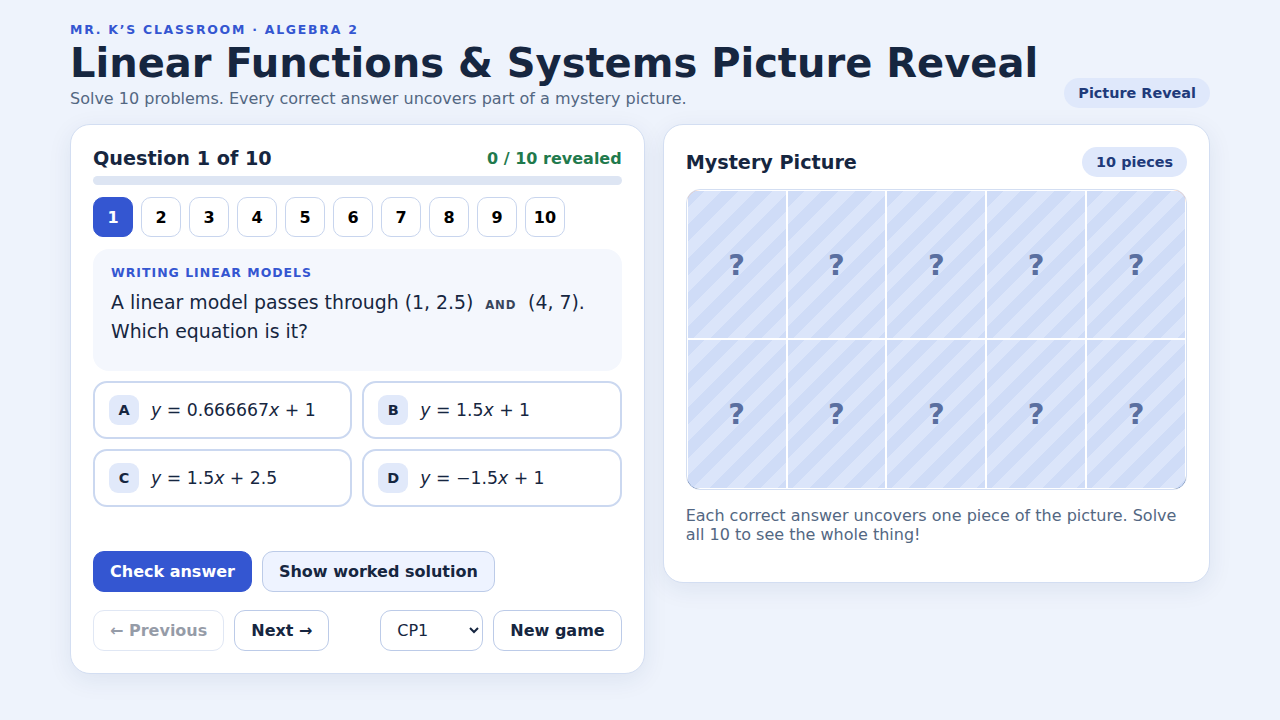 MR. K’S CLASSROOM · ALGEBRA 2
Linear Functions & Systems Picture Reveal
Solve 10 problems. Every correct answer uncovers part of a mystery picture.
Picture Reveal
Question 1 of 10
0 / 10 revealed
1 2 3 4 5 6 7 8 9 10
WRITING LINEAR MODELS
A linear model passes through (1, 2.5) AND (4, 7).
Which equation is it?
A y = 0.666667x + 1
B y = 1.5x + 1
C y = 1.5x + 2.5
D y = −1.5x + 1
Check answer
Show worked solution
← Previous
Next →
CP1
New game
Mystery Picture
10 pieces
? ? ? ? ?
? ? ? ? ?
Each correct answer uncovers one piece of the picture. Solve
all 10 to see the whole thing!